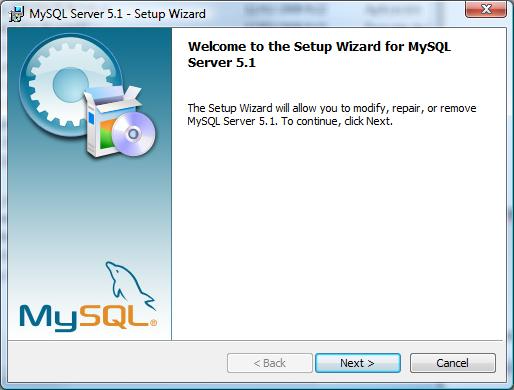 MySQL Server 5.1 - Setup Wizard
Welcome to the Setup Wizard for MySQL
Server 5.1
The Setup Wizard will allow you to modify, repair, or remove
MySQL Server 5.1. To continue, click Next.
MySQL®
< Back
Next >
Cancel